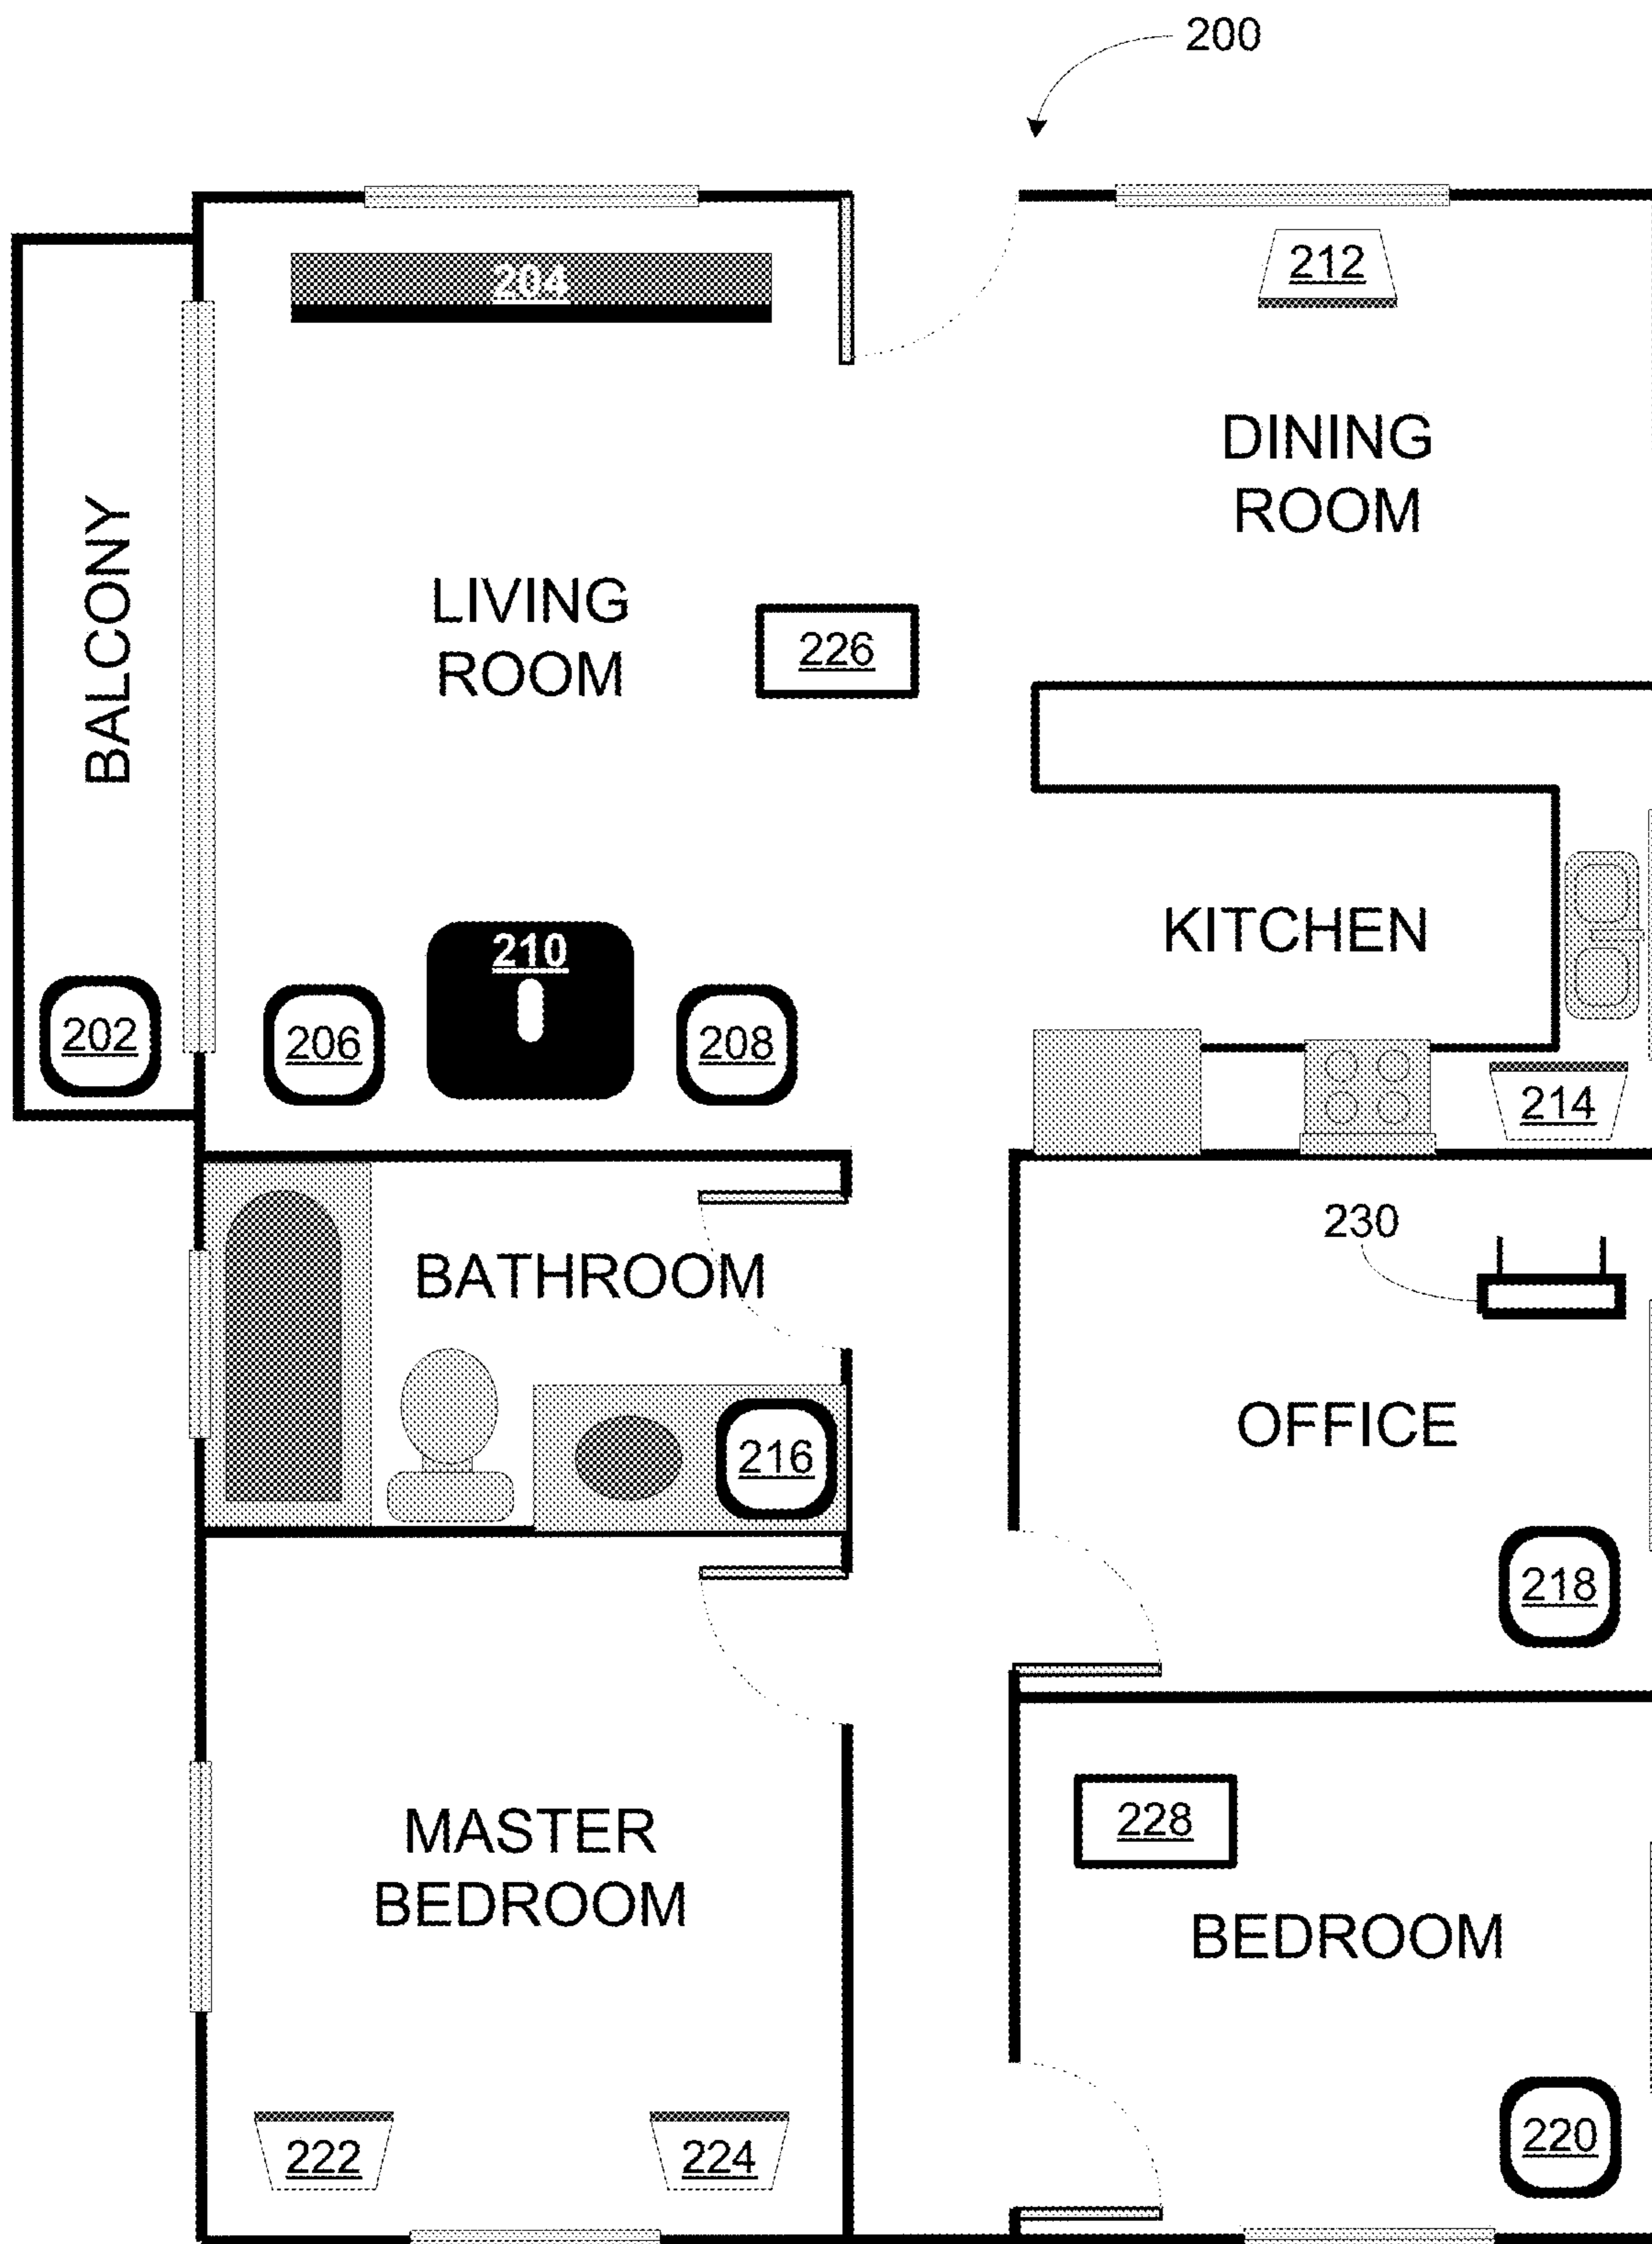 200
204
212
DINING
ROOM
BALCONY
LIVING
ROOM
226
KITCHEN
210
202
206
208
214
230
BATHROOM
OFFICE
216
218
228
MASTER
BEDROOM
BEDROOM
220
222
224